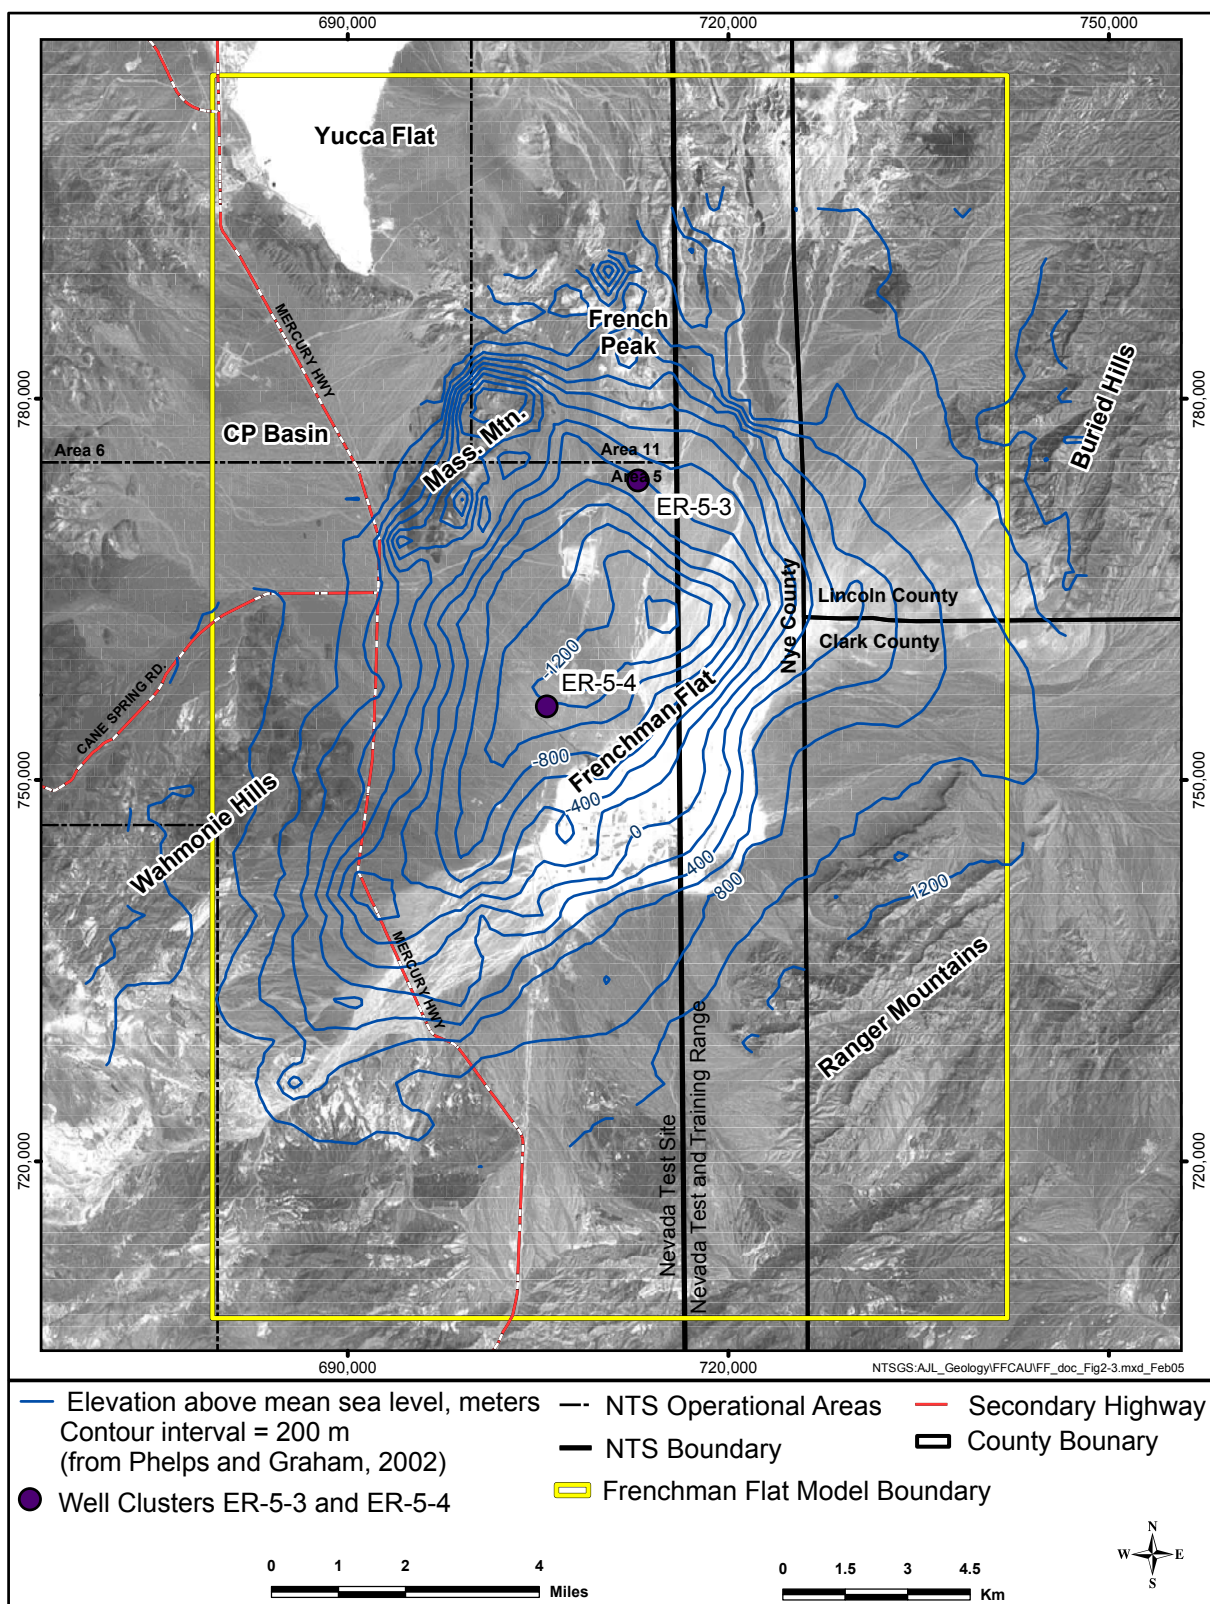 690,000
720,000
750,000
Yucca Flat
MERCURY HWY
French
Peak
780,000
780,000
Buried Hills
CP Basin
Mass. Mtn.
Area 6
Area 11
Area 5
ER-5-3
Nye County
Lincoln County
Clark County
-1200
ER-5-4
CANE SPRING RD.
Frenchman Flat
-800
750,000
750,000
-400
Wahmonie Hills
0
400
800
1200
MERCURY HWY
Ranger Mountains
Nevada Test Site
Nevada Test and Training Range
720,000
720,000
690,000
720,000
NTSGS:AJL_Geology\FFCAU\FF_doc_Fig2-3.mxd_Feb05
Elevation above mean sea level, meters
Contour interval = 200 m
(from Phelps and Graham, 2002)
Well Clusters ER-5-3 and ER-5-4
NTS Operational Areas
NTS Boundary
Frenchman Flat Model Boundary
Secondary Highway
County Bounary
0 1 2 4
Miles
0 1.5 3 4.5
Km
N
W E
S